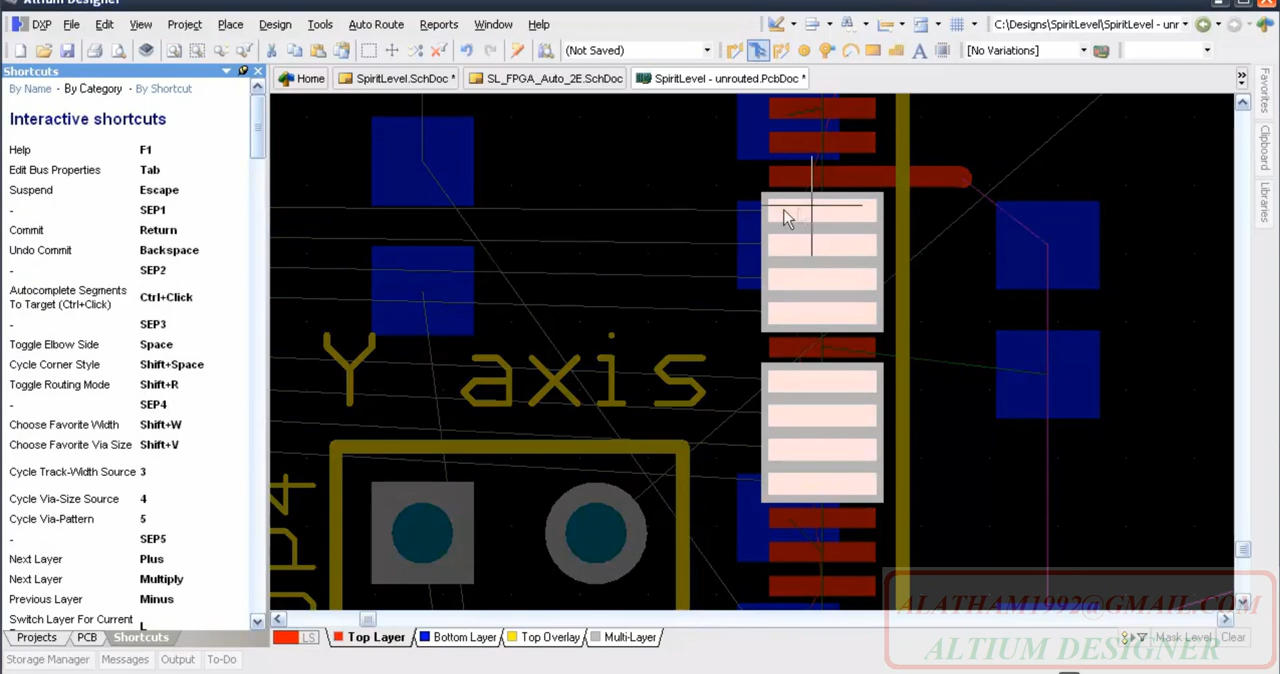 Altium Designer
DXP File Edit View Project Place Design Tools Auto Route Reports Window Help
C:\Designs\SpiritLevel\SpiritLevel - unr
(Not Saved)
[No Variations]
Shortcuts
Home
SpiritLevel.SchDoc *
SL_FPGA_Auto_2E.SchDoc
SpiritLevel - unrouted.PcbDoc *
By Name - By Category - By Shortcut
Interactive shortcuts
Help F1
Edit Bus Properties Tab
Suspend Escape
- SEP1
Commit Return
Undo Commit Backspace
- SEP2
Autocomplete Segments
To Target (Ctrl+Click) Ctrl+Click
- SEP3
Toggle Elbow Side Space
Cycle Corner Style Shift+Space
Toggle Routing Mode Shift+R
- SEP4
Choose Favorite Width Shift+W
Choose Favorite Via Size Shift+V
Cycle Track-Width Source 3
Cycle Via-Size Source 4
Cycle Via-Pattern 5
- SEP5
Next Layer Plus
Next Layer Multiply
Previous Layer Minus
Switch Layer For Current L
Y axis
JP4
Favorites
Clipboard
Libraries
Projects PCB Shortcuts
LS Top Layer Bottom Layer Top Overlay Multi-Layer
Mask Level Clear
Storage Manager Messages Output To-Do
ALATHAM1992@GMAIL.COM
ALTIUM DESIGNER